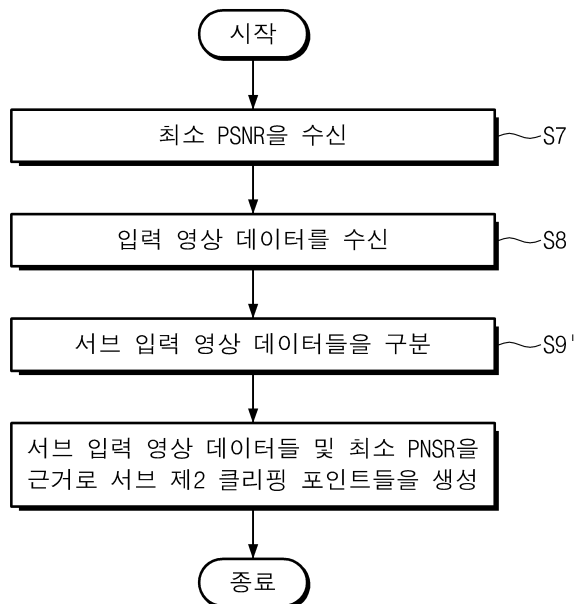 시작
최소 PSNR을 수신
S7
입력 영상 데이터를 수신
S8
서브 입력 영상 데이터들을 구분
S9'
서브 입력 영상 데이터들 및 최소 PNSR을
근거로 서브 제2 클리핑 포인트들을 생성
종료